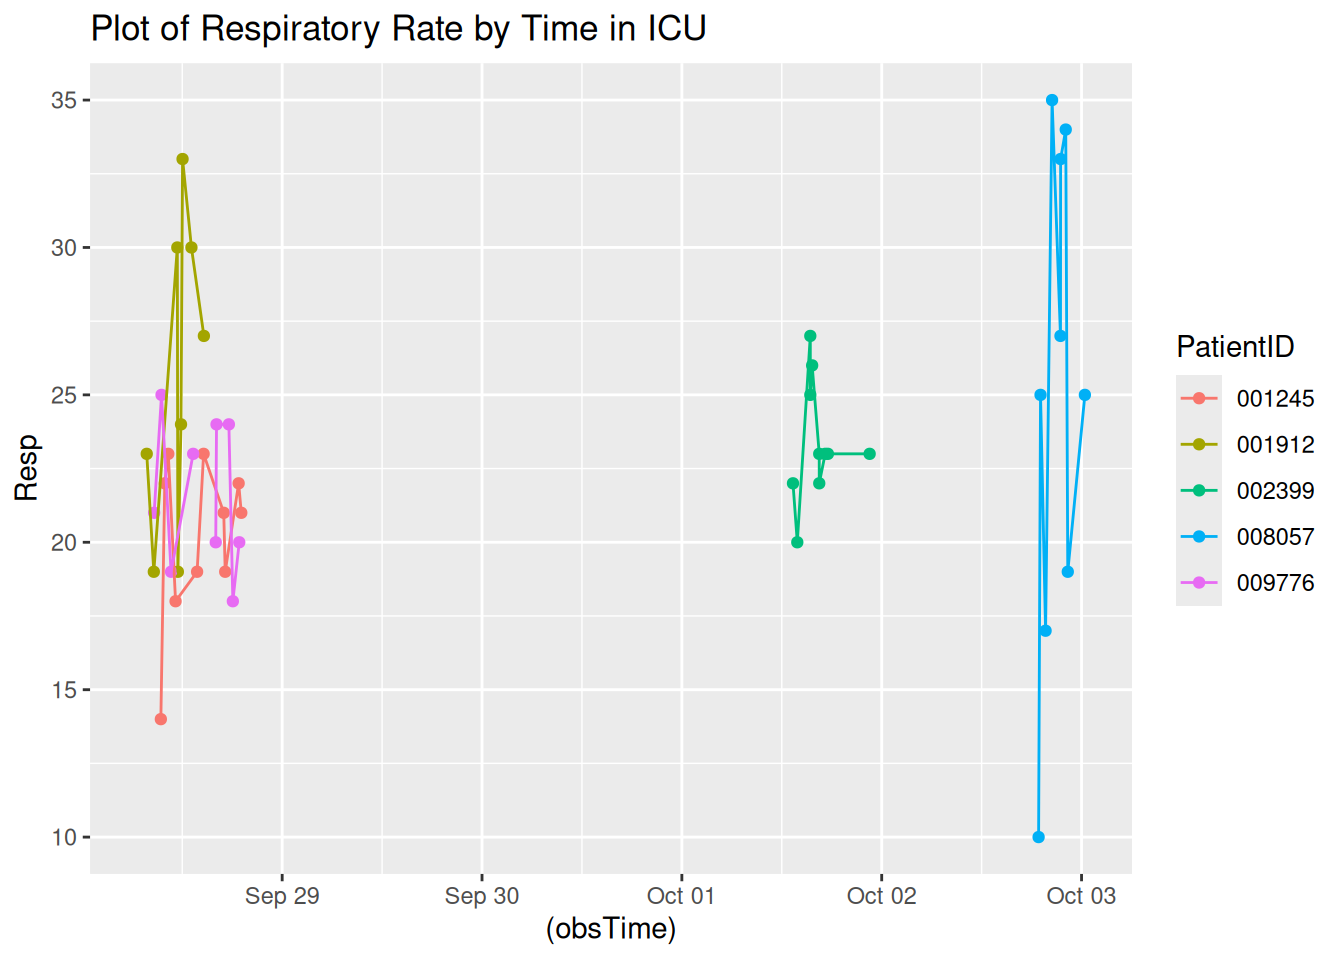 Plot of Respiratory Rate by Time in ICU
Resp
35
30
25
20
15
10
Sep 29 Sep 30 Oct 01 Oct 02 Oct 03
(obsTime)
PatientID
001245
001912
002399
008057
009776